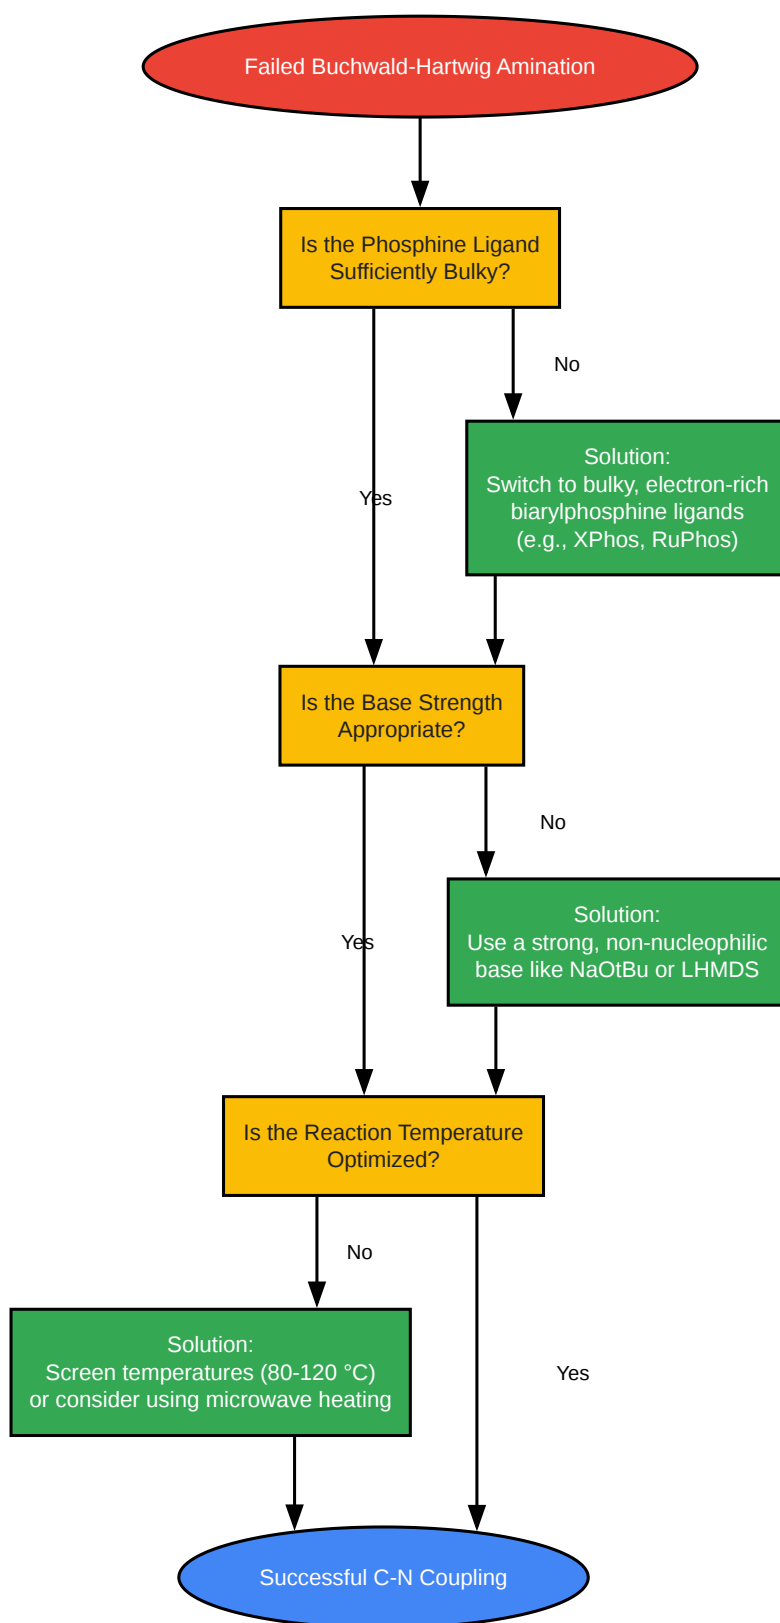 Failed Buchwald-Hartwig Amination
Is the Phosphine Ligand
Sufficiently Bulky?
No
Solution:
Switch to bulky, electron-rich
biarylphosphine ligands
(e.g., XPhos, RuPhos)
Yes
Is the Base Strength
Appropriate?
No
Solution:
Use a strong, non-nucleophilic
base like NaOtBu or LHMDS
Yes
Is the Reaction Temperature
Optimized?
No
Solution:
Screen temperatures (80-120 °C)
or consider using microwave heating
Yes
Successful C-N Coupling